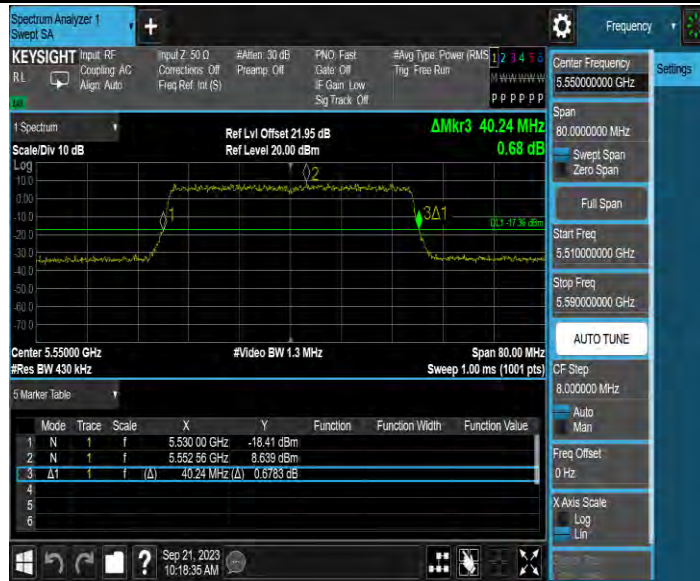 Spectrum Analyzer 1
Swept SA
+
Frequency
KEYSIGHT
RL
Input: RF
Coupling: AC
Align: Auto
Input Z: 50 Ω
Corrections: Off
Freq Ref: Int (S)
#Atten: 30 dB
Preamp: Off
PNO: Fast
Gate: Off
IF Gain: Low
Sig Track: Off
#Avg Type: Power (RMS
Trig: Free Run
1 2 3 4 5 6
M W W W W W
P P P P P P
1 Spectrum
Scale/Div 10 dB
Ref Lvl Offset 21.95 dB
Ref Level 20.00 dBm
ΔMkr3 40.24 MHz
0.68 dB
Log
10.0
0.00
-10.0
-20.0
-30.0
-40.0
-50.0
-60.0
-70.0
1
2
3Δ1
DL1 -17.36 dBm
Center 5.55000 GHz
#Res BW 430 kHz
#Video BW 1.3 MHz
Span 80.00 MHz
Sweep 1.00 ms (1001 pts)
5 Marker Table
Mode Trace Scale X Y Function Function Width Function Value
1 N 1 f 5.530 00 GHz -18.41 dBm
2 N 1 f 5.552 56 GHz 8.639 dBm
3 Δ1 1 f (Δ) 40.24 MHz (Δ) 0.6783 dB
4
5
6
Sep 21, 2023
10:18:35 AM
?
Center Frequency
5.550000000 GHz
Settings
Span
80.0000000 MHz
Swept Span
Zero Span
Full Span
Start Freq
5.510000000 GHz
Stop Freq
5.590000000 GHz
AUTO TUNE
CF Step
8.000000 MHz
Auto
Man
Freq Offset
0 Hz
X Axis Scale
Log
Lin